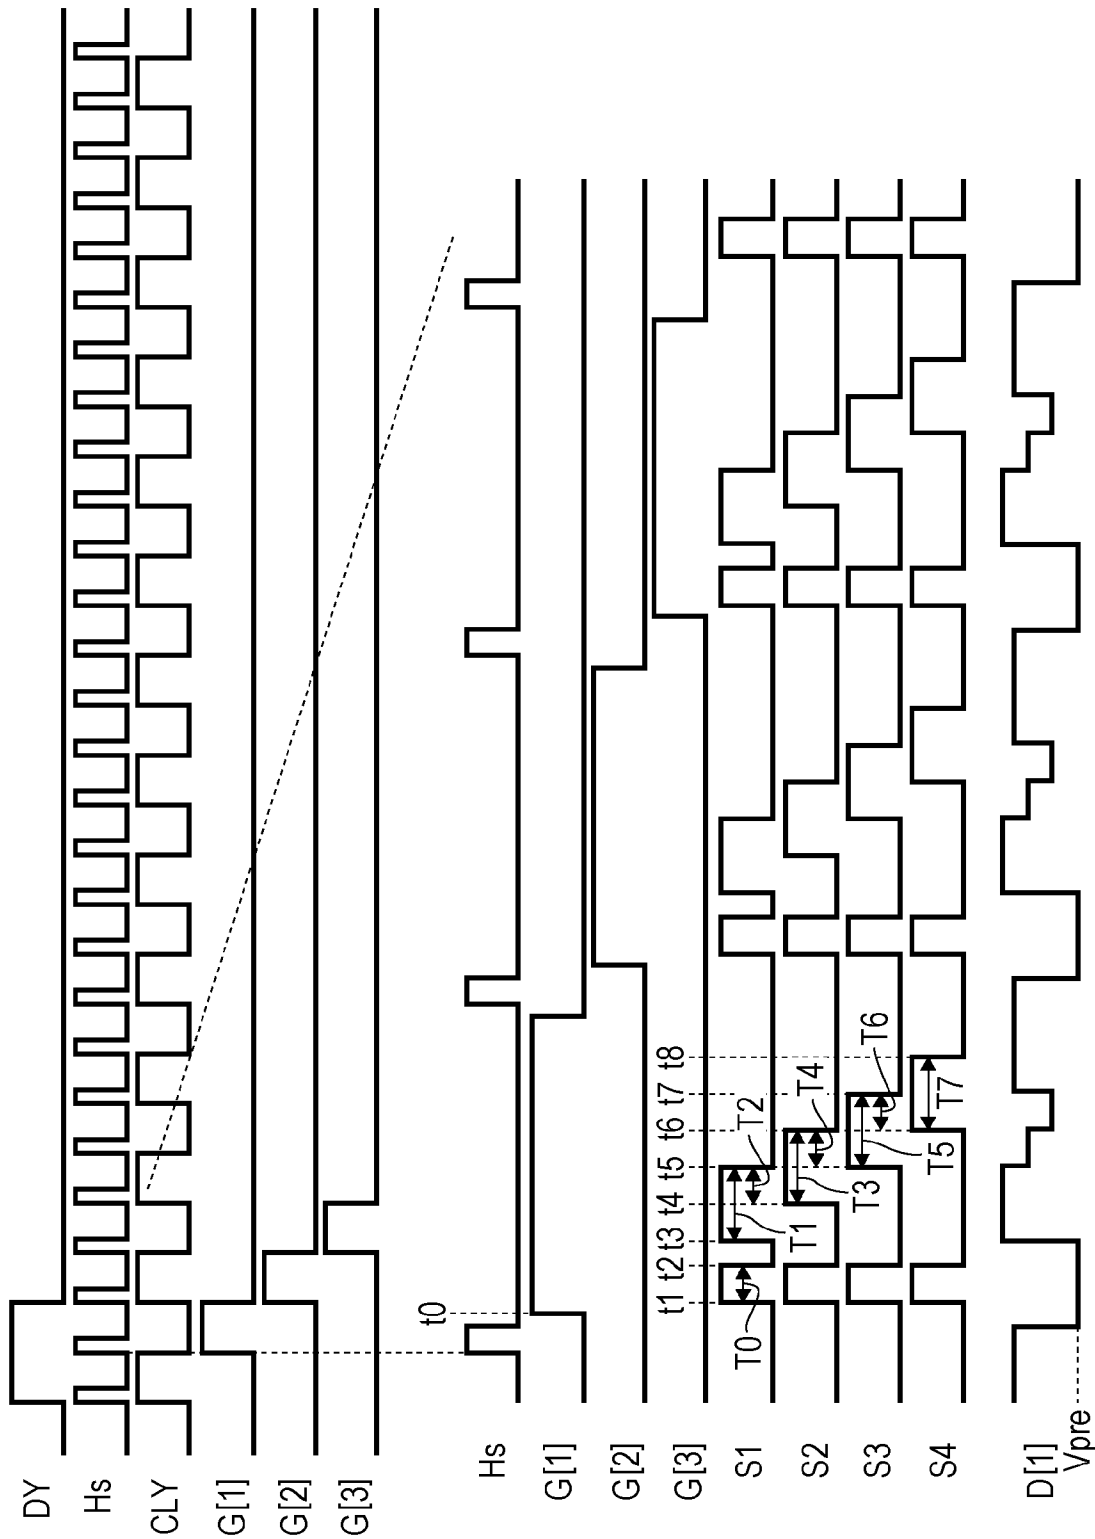 DY
Hs
CLY
G[1]
G[2]
G[3]
t0
Hs
G[1]
G[2]
G[3]
t1 t2 t3 t4 t5 t6 t7 t8
S1
T0
T1
T2
S2
T3
T4
S3
T5
T6
S4
T7
D[1]
Vpre